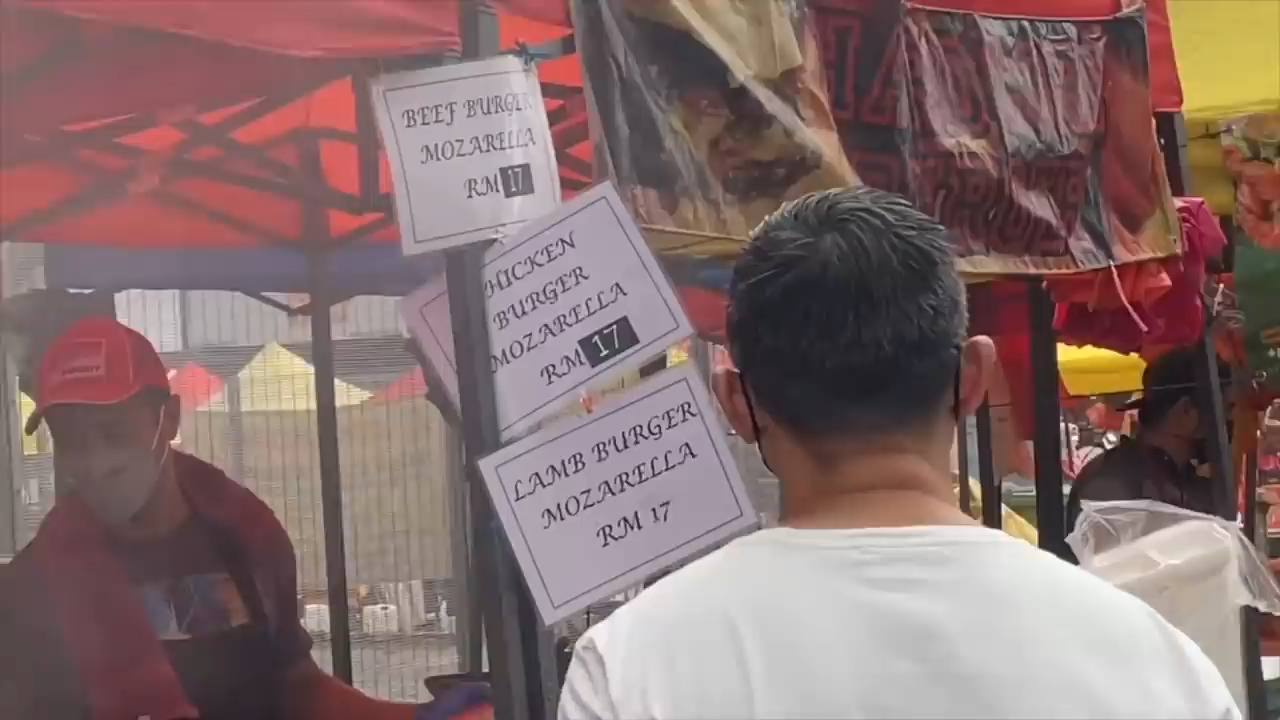 BEEF BURGER
MOZARELLA
RM 17
HICKEN
BURGER
MOZARELLA
RM 17
LAMB BURGER
MOZARELLA
RM 17